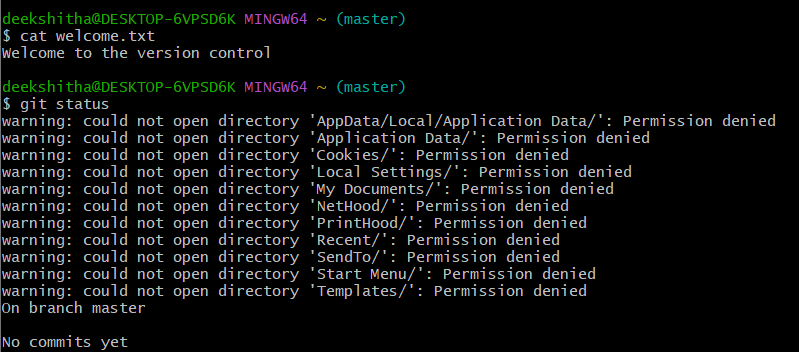 deekshitha@DESKTOP-6VPSD6K MINGW64 ~ (master)
$ cat welcome.txt
Welcome to the version control
deekshitha@DESKTOP-6VPSD6K MINGW64 ~ (master)
$ git status
warning: could not open directory 'AppData/Local/Application Data/': Permission denied
warning: could not open directory 'Application Data/': Permission denied
warning: could not open directory 'Cookies/': Permission denied
warning: could not open directory 'Local Settings/': Permission denied
warning: could not open directory 'My Documents/': Permission denied
warning: could not open directory 'NetHood/': Permission denied
warning: could not open directory 'PrintHood/': Permission denied
warning: could not open directory 'Recent/': Permission denied
warning: could not open directory 'SendTo/': Permission denied
warning: could not open directory 'Start Menu/': Permission denied
warning: could not open directory 'Templates/': Permission denied
On branch master
No commits yet